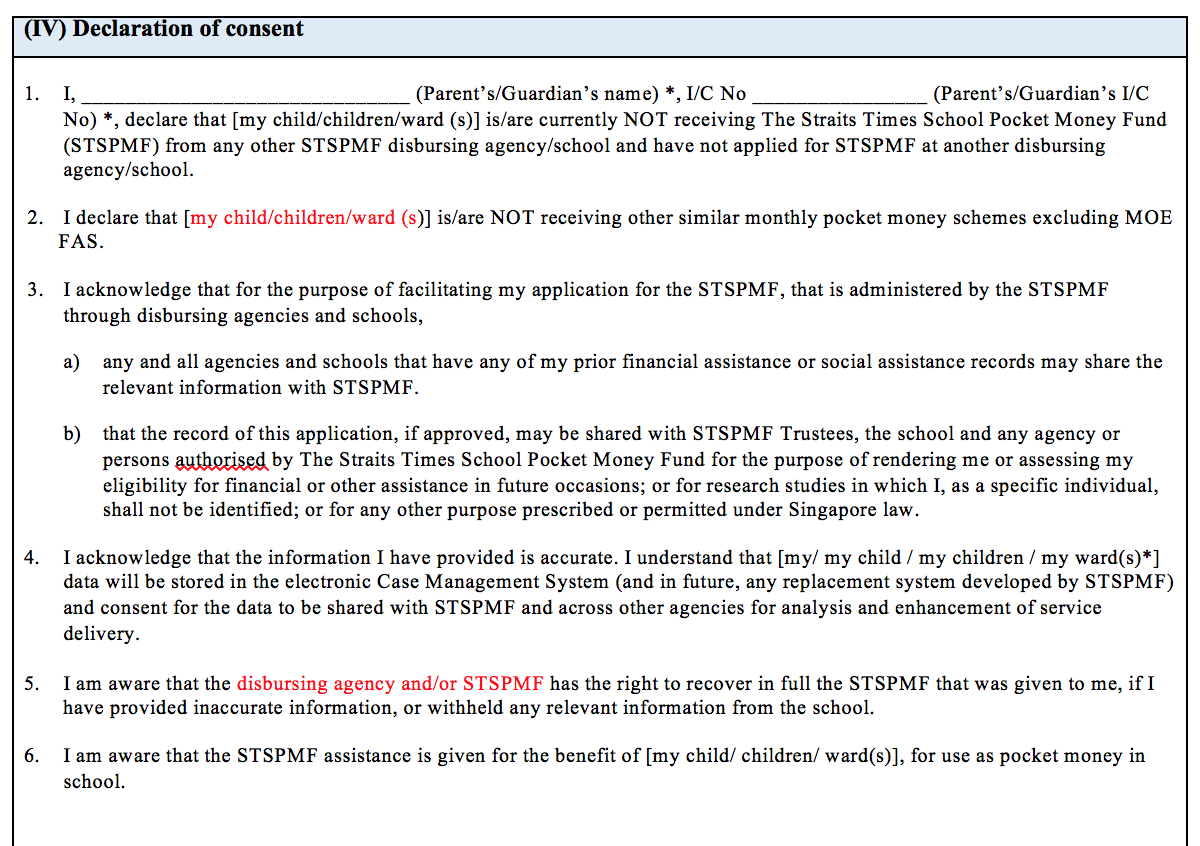 (IV) Declaration of consent
1. I, ______________________________ (Parent’s/Guardian’s name) *, I/C No ________________ (Parent’s/Guardian’s I/C
No) *, declare that [my child/children/ward (s)] is/are currently NOT receiving The Straits Times School Pocket Money Fund
(STSPMF) from any other STSPMF disbursing agency/school and have not applied for STSPMF at another disbursing
agency/school.
2. I declare that [my child/children/ward (s)] is/are NOT receiving other similar monthly pocket money schemes excluding MOE
FAS.
3. I acknowledge that for the purpose of facilitating my application for the STSPMF, that is administered by the STSPMF
through disbursing agencies and schools,
a) any and all agencies and schools that have any of my prior financial assistance or social assistance records may share the
relevant information with STSPMF.
b) that the record of this application, if approved, may be shared with STSPMF Trustees, the school and any agency or
persons authorised by The Straits Times School Pocket Money Fund for the purpose of rendering me or assessing my
eligibility for financial or other assistance in future occasions; or for research studies in which I, as a specific individual,
shall not be identified; or for any other purpose prescribed or permitted under Singapore law.
4. I acknowledge that the information I have provided is accurate. I understand that [my/ my child / my children / my ward(s)*]
data will be stored in the electronic Case Management System (and in future, any replacement system developed by STSPMF)
and consent for the data to be shared with STSPMF and across other agencies for analysis and enhancement of service
delivery.
5. I am aware that the disbursing agency and/or STSPMF has the right to recover in full the STSPMF that was given to me, if I
have provided inaccurate information, or withheld any relevant information from the school.
6. I am aware that the STSPMF assistance is given for the benefit of [my child/ children/ ward(s)], for use as pocket money in
school.